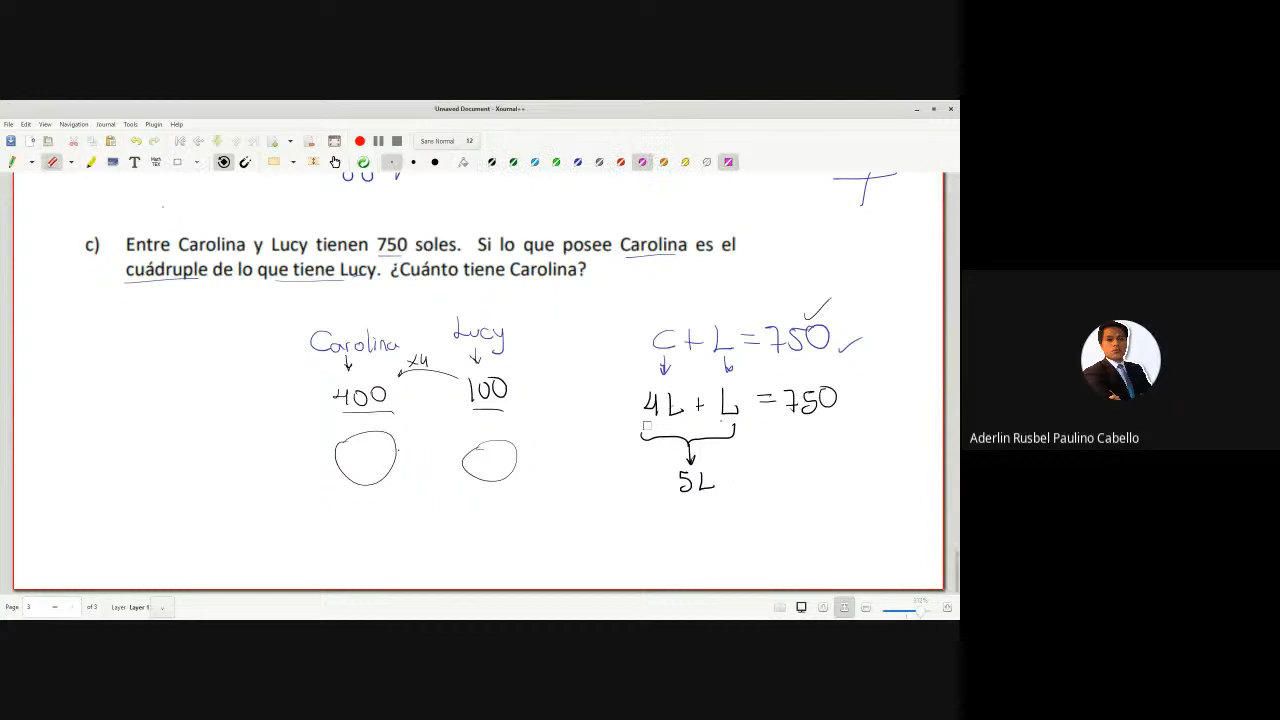 Unsaved Document - Xournal++
File Edit View Navigation Journal Tools Plugin Help
Sans Normal 12
c) Entre Carolina y Lucy tienen 750 soles. Si lo que posee Carolina es el
cuádruple de lo que tiene Lucy. ¿Cuánto tiene Carolina?
Carolina Lucy
x4
400 100
C + L = 750
4L + L = 750
5L
Aderlin Rusbel Paulino Cabello
Page 3 of 3 Layer Layer 1
312%